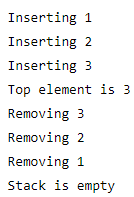 Inserting 1
Inserting 2
Inserting 3
Top element is 3
Removing 3
Removing 2
Removing 1
Stack is empty